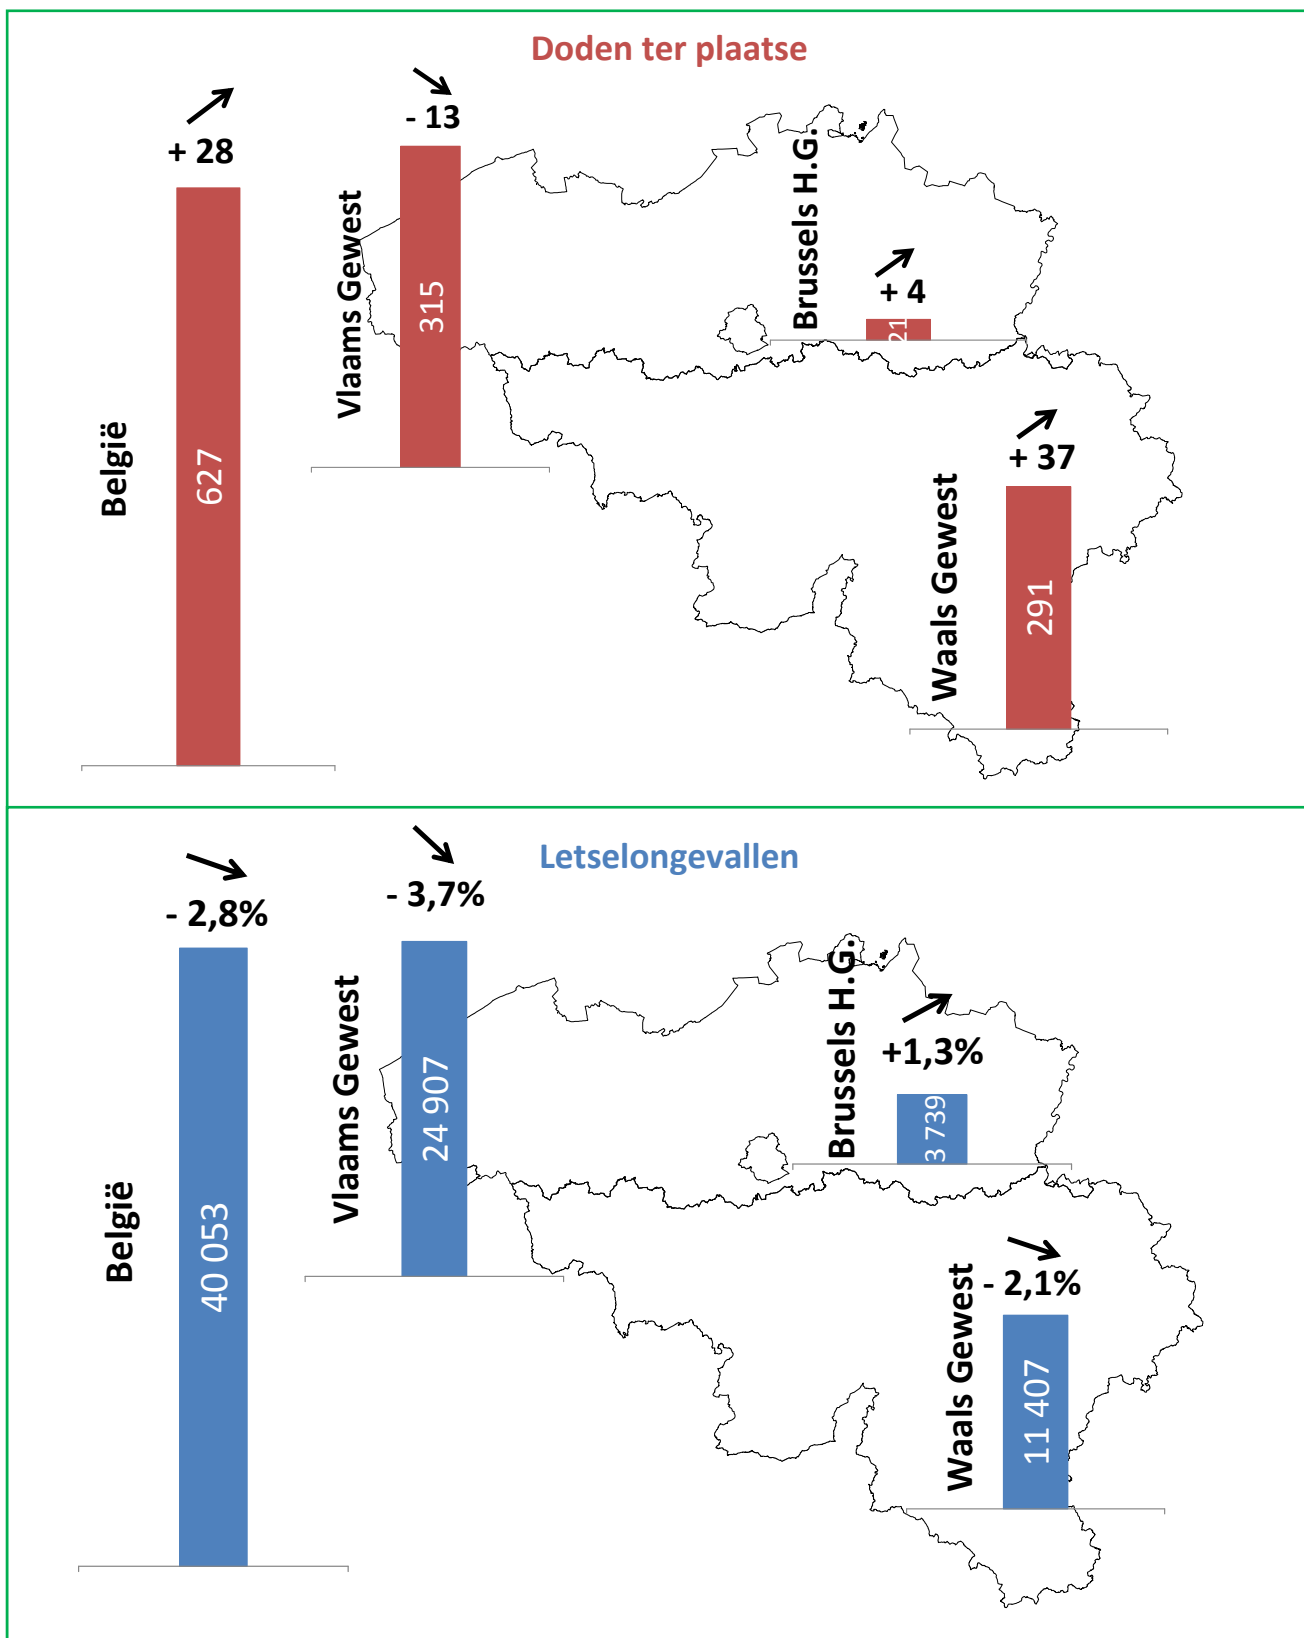 Doden ter plaatse
+ 28
België
627
- 13
Vlaams Gewest
315
Brussels H.G.
+ 4
21
+ 37
Waals Gewest
291
Letselongevallen
- 2,8%
België
40 053
- 3,7%
Vlaams Gewest
24 907
Brussels H.G.
+1,3%
3 739
- 2,1%
Waals Gewest
11 407